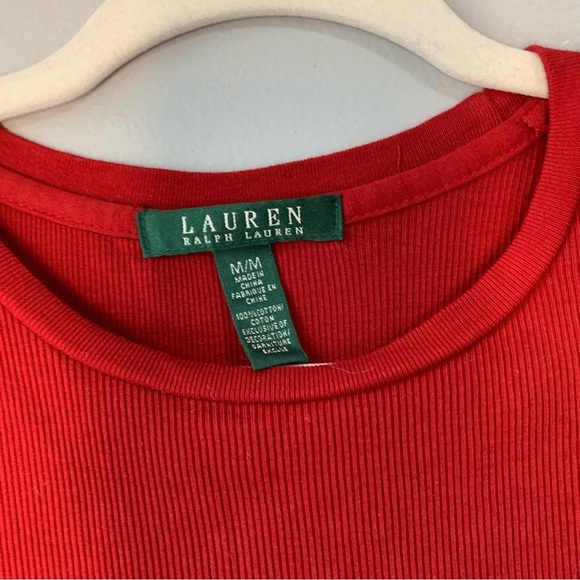 LAUREN
RALPH LAUREN
M/M
MADE IN
CHINA
FABRIQUE EN
CHINE
100% COTTON/
COTON
EXCLUSIVE OF
DECORATION/
GARNITURE
EXCLUE